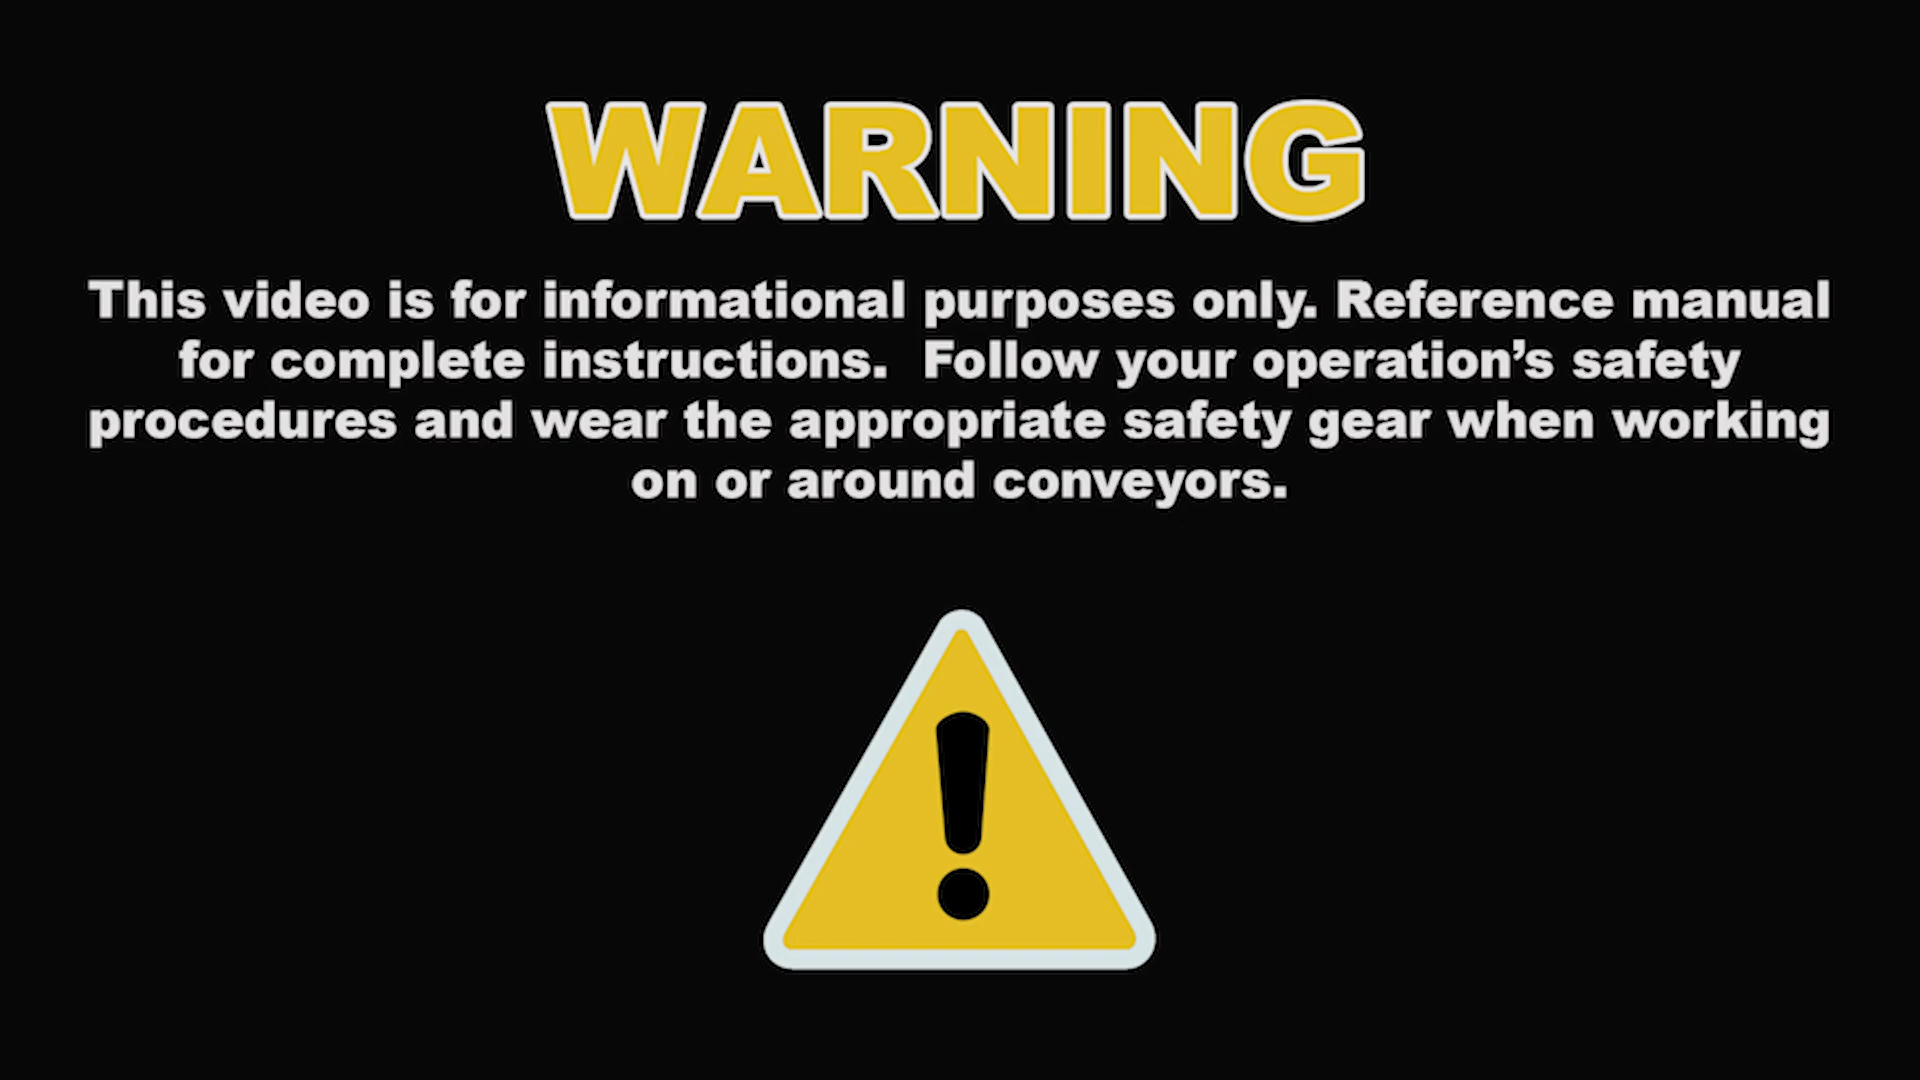 WARNING
This video is for informational purposes only. Reference manual
for complete instructions.  Follow your operation’s safety
procedures and wear the appropriate safety gear when working
on or around conveyors.
!